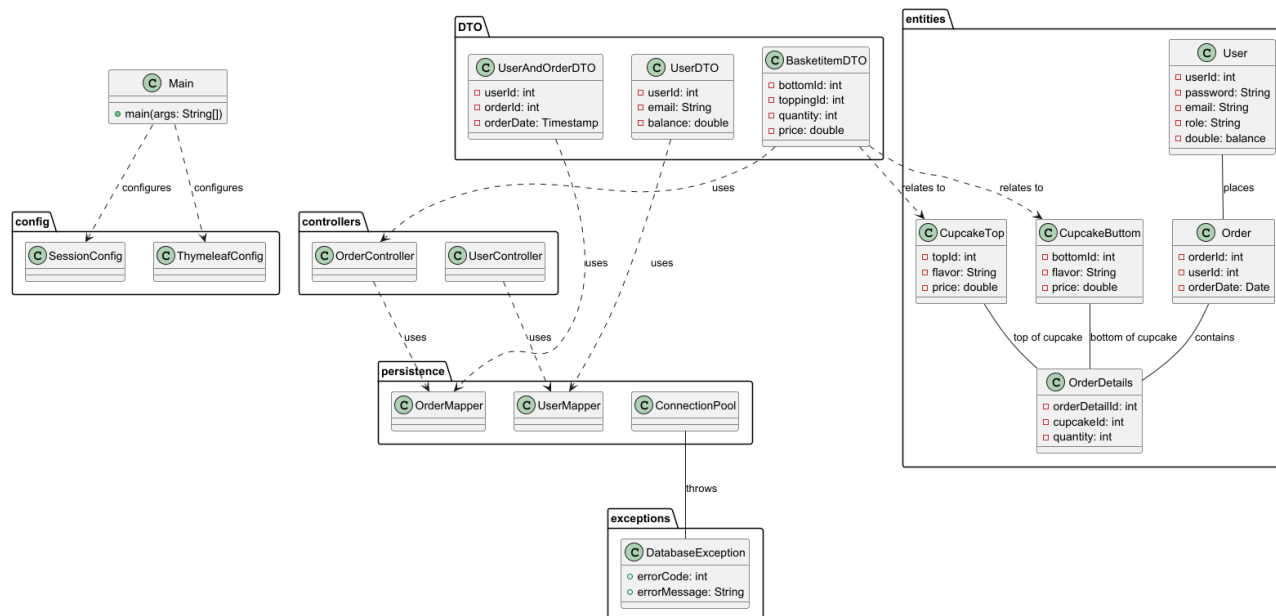 DTO
C UserAndOrderDTO
userId: int
orderId: int
orderDate: Timestamp
C UserDTO
userId: int
email: String
balance: double
C BasketitemDTO
bottomId: int
toppingId: int
quantity: int
price: double
entities
C User
userId: int
password: String
email: String
role: String
double: balance
C Main
main(args: String[])
configures
configures
uses
relates to
relates to
places
config
C SessionConfig
C ThymeleafConfig
controllers
C OrderController
C UserController
uses
uses
C CupcakeTop
topId: int
flavor: String
price: double
C CupcakeButtom
bottomId: int
flavor: String
price: double
C Order
orderId: int
userId: int
orderDate: Date
uses
uses
top of cupcake
bottom of cupcake
contains
persistence
C OrderMapper
C UserMapper
C ConnectionPool
C OrderDetails
orderDetailId: int
cupcakeId: int
quantity: int
throws
exceptions
C DatabaseException
errorCode: int
errorMessage: String